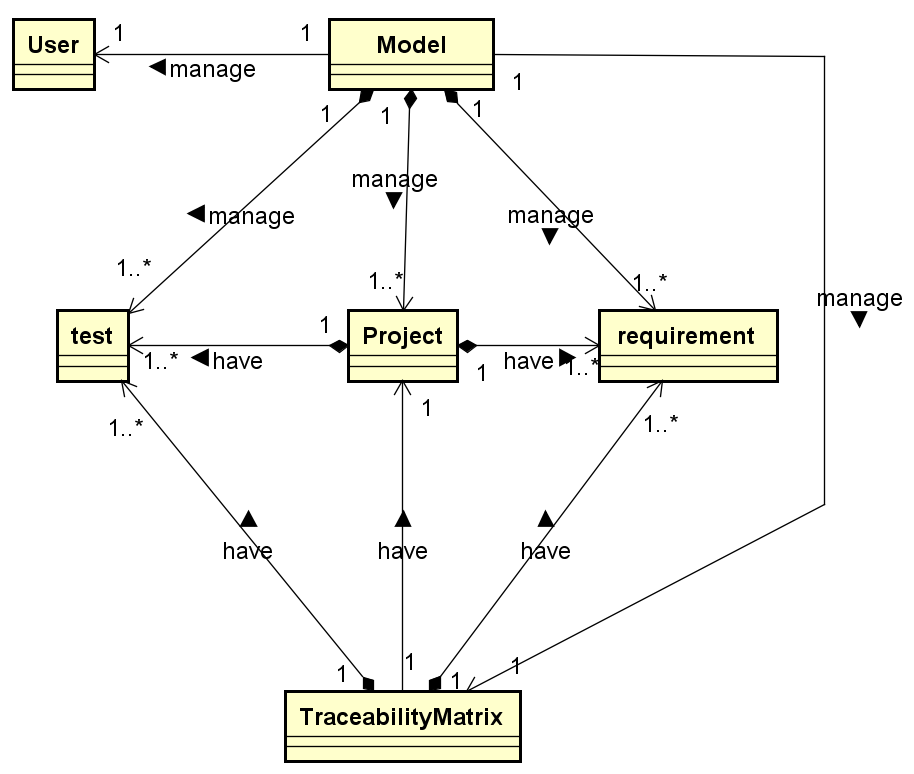 User
1
1
Model
manage
1
1
1
1
manage
manage
manage
1..*
1..*
1..*
manage
test
1
Project
requirement
1..*
have
1
have
1..*
1..*
1
1..*
have
have
have
1
1
1
1
TraceabilityMatrix